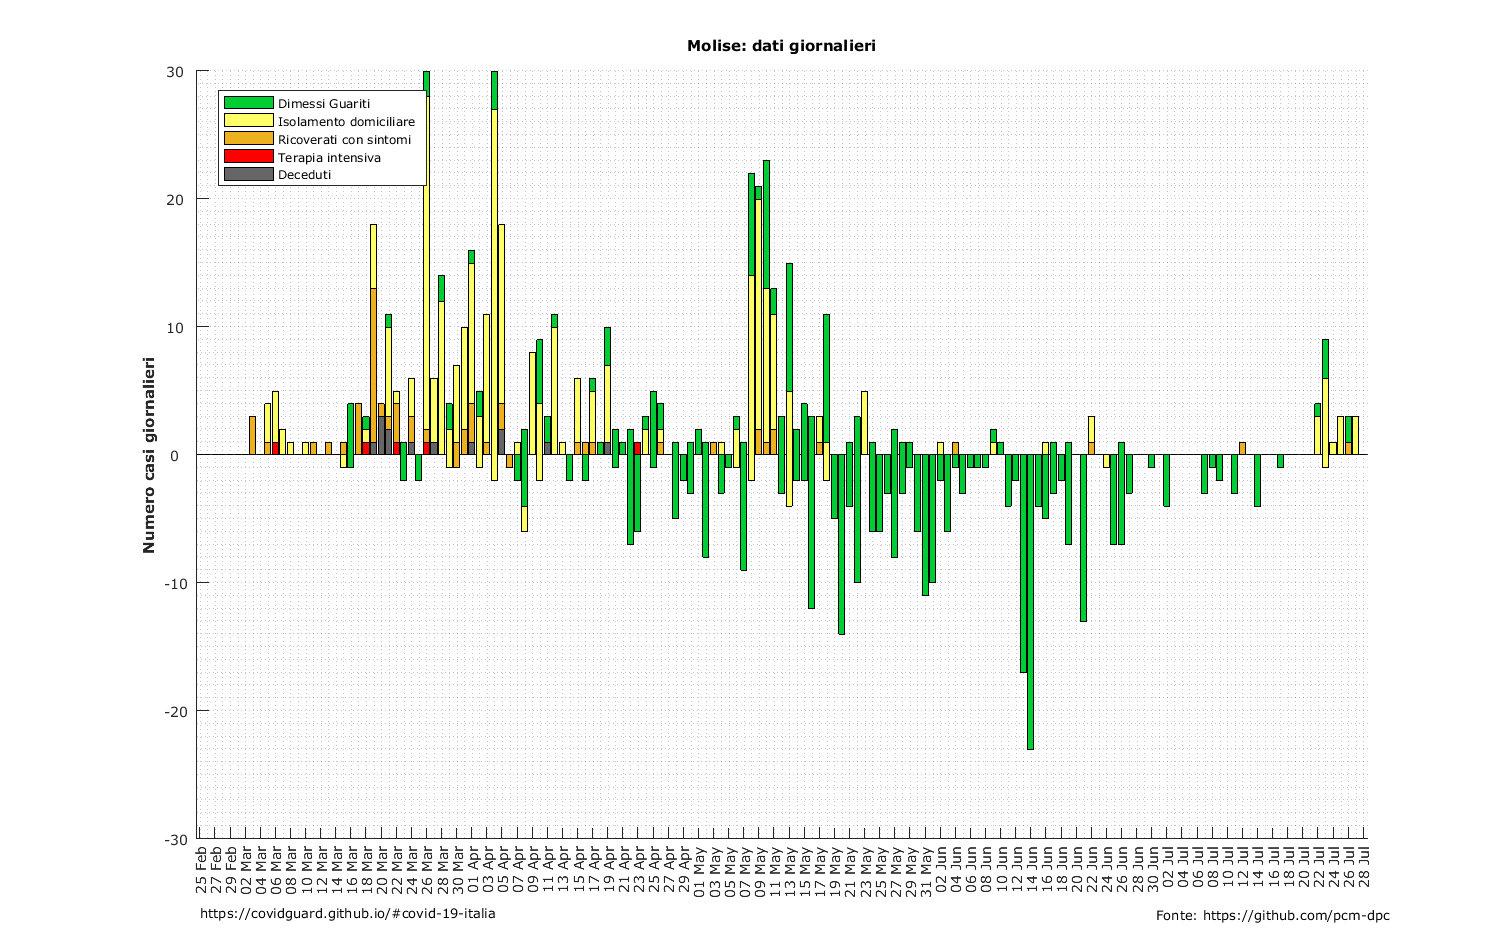 Molise: dati giornalieri
30
20
10
0
-10
-20
-30
Numero casi giornalieri
Dimessi Guariti
Isolamento domiciliare
Ricoverati con sintomi
Terapia intensiva
Deceduti
25 Feb
27 Feb
29 Feb
02 Mar
04 Mar
06 Mar
08 Mar
10 Mar
12 Mar
14 Mar
16 Mar
18 Mar
20 Mar
22 Mar
24 Mar
26 Mar
28 Mar
30 Mar
01 Apr
03 Apr
05 Apr
07 Apr
09 Apr
11 Apr
13 Apr
15 Apr
17 Apr
19 Apr
21 Apr
23 Apr
25 Apr
27 Apr
29 Apr
01 May
03 May
05 May
07 May
09 May
11 May
13 May
15 May
17 May
19 May
21 May
23 May
25 May
27 May
29 May
31 May
02 Jun
04 Jun
06 Jun
08 Jun
10 Jun
12 Jun
14 Jun
16 Jun
18 Jun
20 Jun
22 Jun
24 Jun
26 Jun
28 Jun
30 Jun
02 Jul
04 Jul
06 Jul
08 Jul
10 Jul
12 Jul
14 Jul
16 Jul
18 Jul
20 Jul
22 Jul
24 Jul
26 Jul
28 Jul
https://covidguard.github.io/#covid-19-italia
Fonte: https://github.com/pcm-dpc